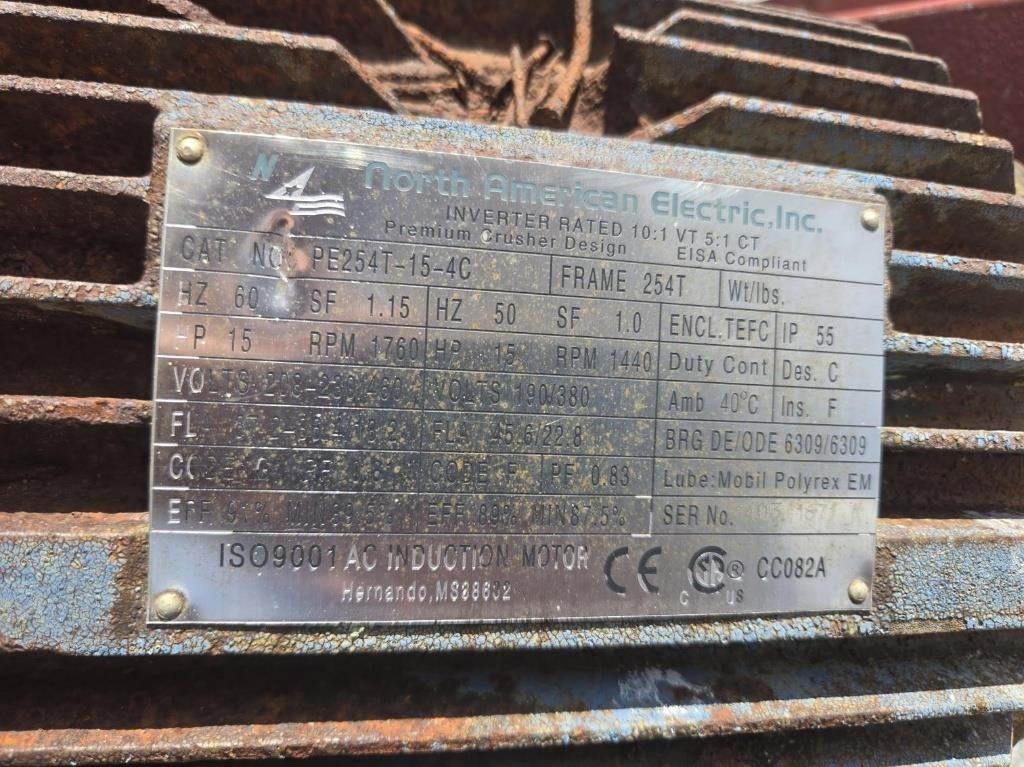 N
North American Electric, Inc.
INVERTER RATED 10:1 VT 5:1 CT
Premium Crusher Design EISA Compliant
CAT NO. PE254T-15-4C FRAME 254T Wt/lbs.
HZ 60 SF 1.15 HZ 50 SF 1.0 ENCL.TEFC IP 55
HP 15 RPM 1760 HP 15 RPM 1440 Duty Cont Des. C
VOLTS 208-230/460 VOLTS 190/380 Amb 40°C Ins. F
FLA 45.6/22.8 BRG DE/ODE 6309/6309
CODE F PF 0.83 Lube:Mobil Polyrex EM
EFF 91% MIN89.5% EFF 89% MIN87.5% SER No.
ISO9001 AC INDUCTION MOTOR CE ® CC082A
Hernando,MS38632 C US